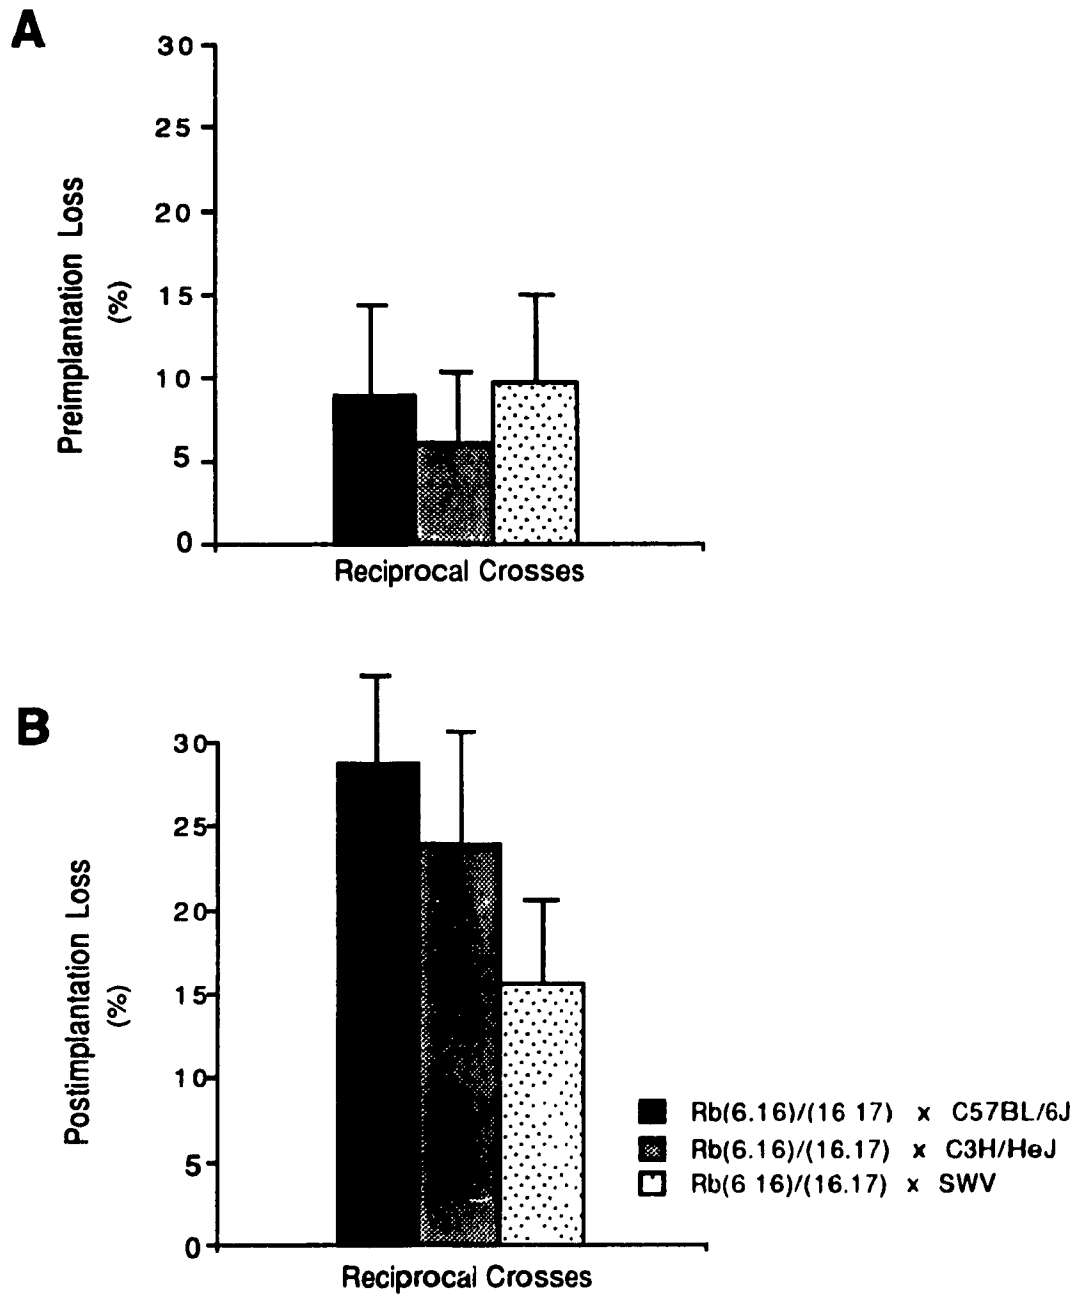 A
30
25
20
15
10
5
0
Preimplantation Loss
(%)
Reciprocal Crosses
B
30
25
20
15
10
5
0
Postimplantation Loss
(%)
Reciprocal Crosses
Rb(6.16)/(16 17) x C57BL/6J
Rb(6.16)/(16.17) x C3H/HeJ
Rb(6 16)/(16.17) x SWV